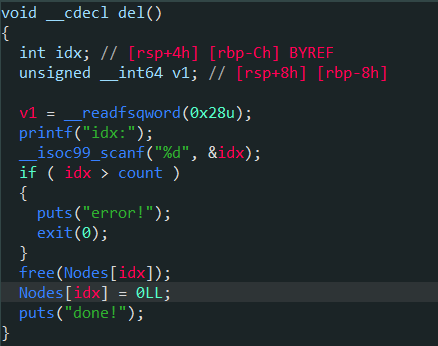 void __cdecl del()
{
  int idx; // [rsp+4h] [rbp-Ch] BYREF
  unsigned __int64 v1; // [rsp+8h] [rbp-8h]

  v1 = __readfsqword(0x28u);
  printf("idx:");
  __isoc99_scanf("%d", &idx);
  if ( idx > count )
  {
    puts("error!");
    exit(0);
  }
  free(Nodes[idx]);
  Nodes[idx] = 0LL;
  puts("done!");
}